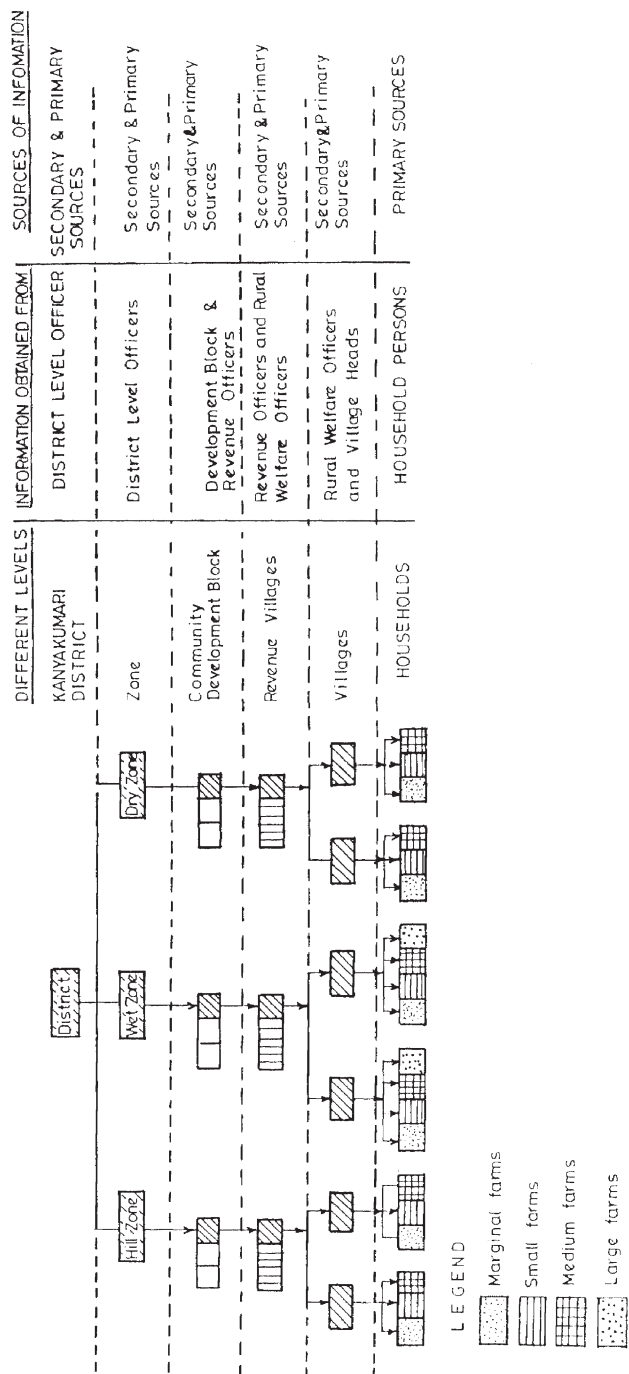 DIFFERENT LEVELS
INFORMATION OBTAINED FROM
SOURCES OF INFOMATION
KANYAKUMARI
DISTRICT
DISTRICT LEVEL OFFICER
SECONDARY & PRIMARY
SOURCES
District
Zone
District Level Officers
Secondary & Primary
Sources
Hill Zone
Wet Zone
Dry Zone
Community
Development Block
Development Block &
Revenue Officers
Secondary & Primary
Sources
Revenue Villages
Revenue Officers and Rural
Welfare Officers
Secondary & Primary
Sources
Villages
Rural Welfare Officers
and Village Heads
Secondary & Primary
Sources
HOUSEHOLDS
HOUSEHOLD PERSONS
PRIMARY SOURCES
LEGEND
Marginal farms
Small farms
Medium farms
Large farms